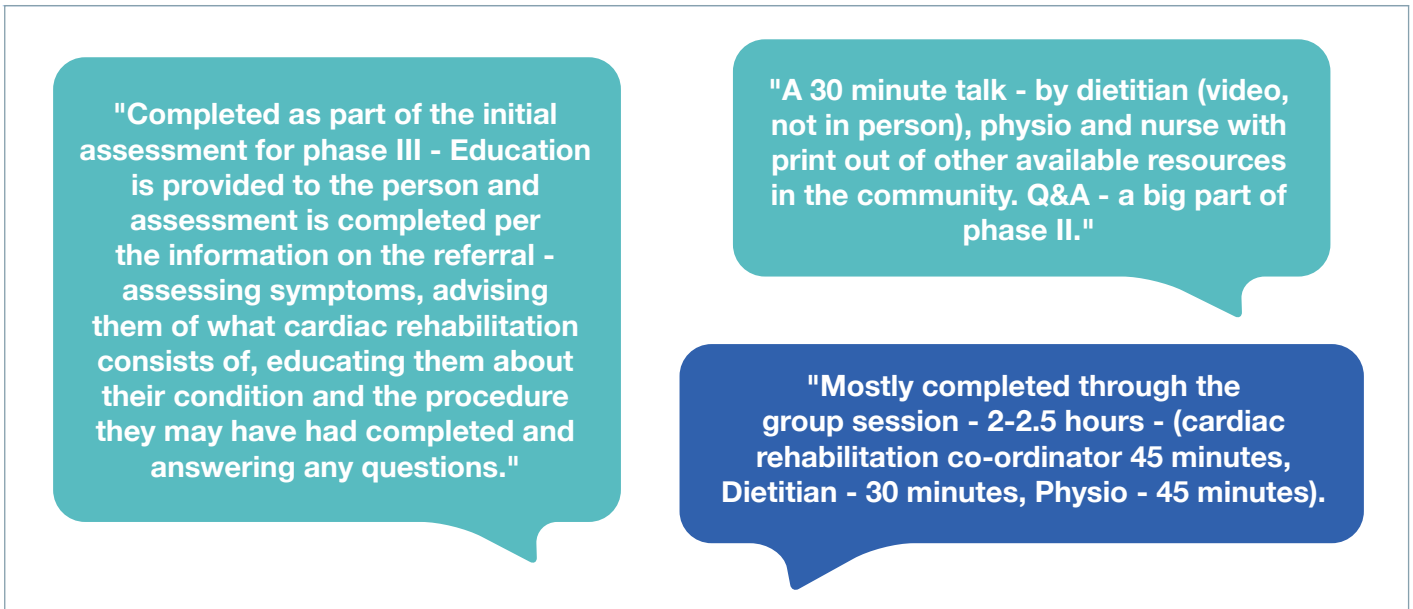 "Completed as part of the initial
assessment for phase III - Education
is provided to the person and
assessment is completed per
the information on the referral -
assessing symptoms, advising
them of what cardiac rehabilitation
consists of, educating them about
their condition and the procedure
they may have had completed and
answering any questions."
"A 30 minute talk - by dietitian (video,
not in person), physio and nurse with
print out of other available resources
in the community. Q&A - a big part of
phase II."
"Mostly completed through the
group session - 2-2.5 hours - (cardiac
rehabilitation co-ordinator 45 minutes,
Dietitian - 30 minutes, Physio - 45 minutes).